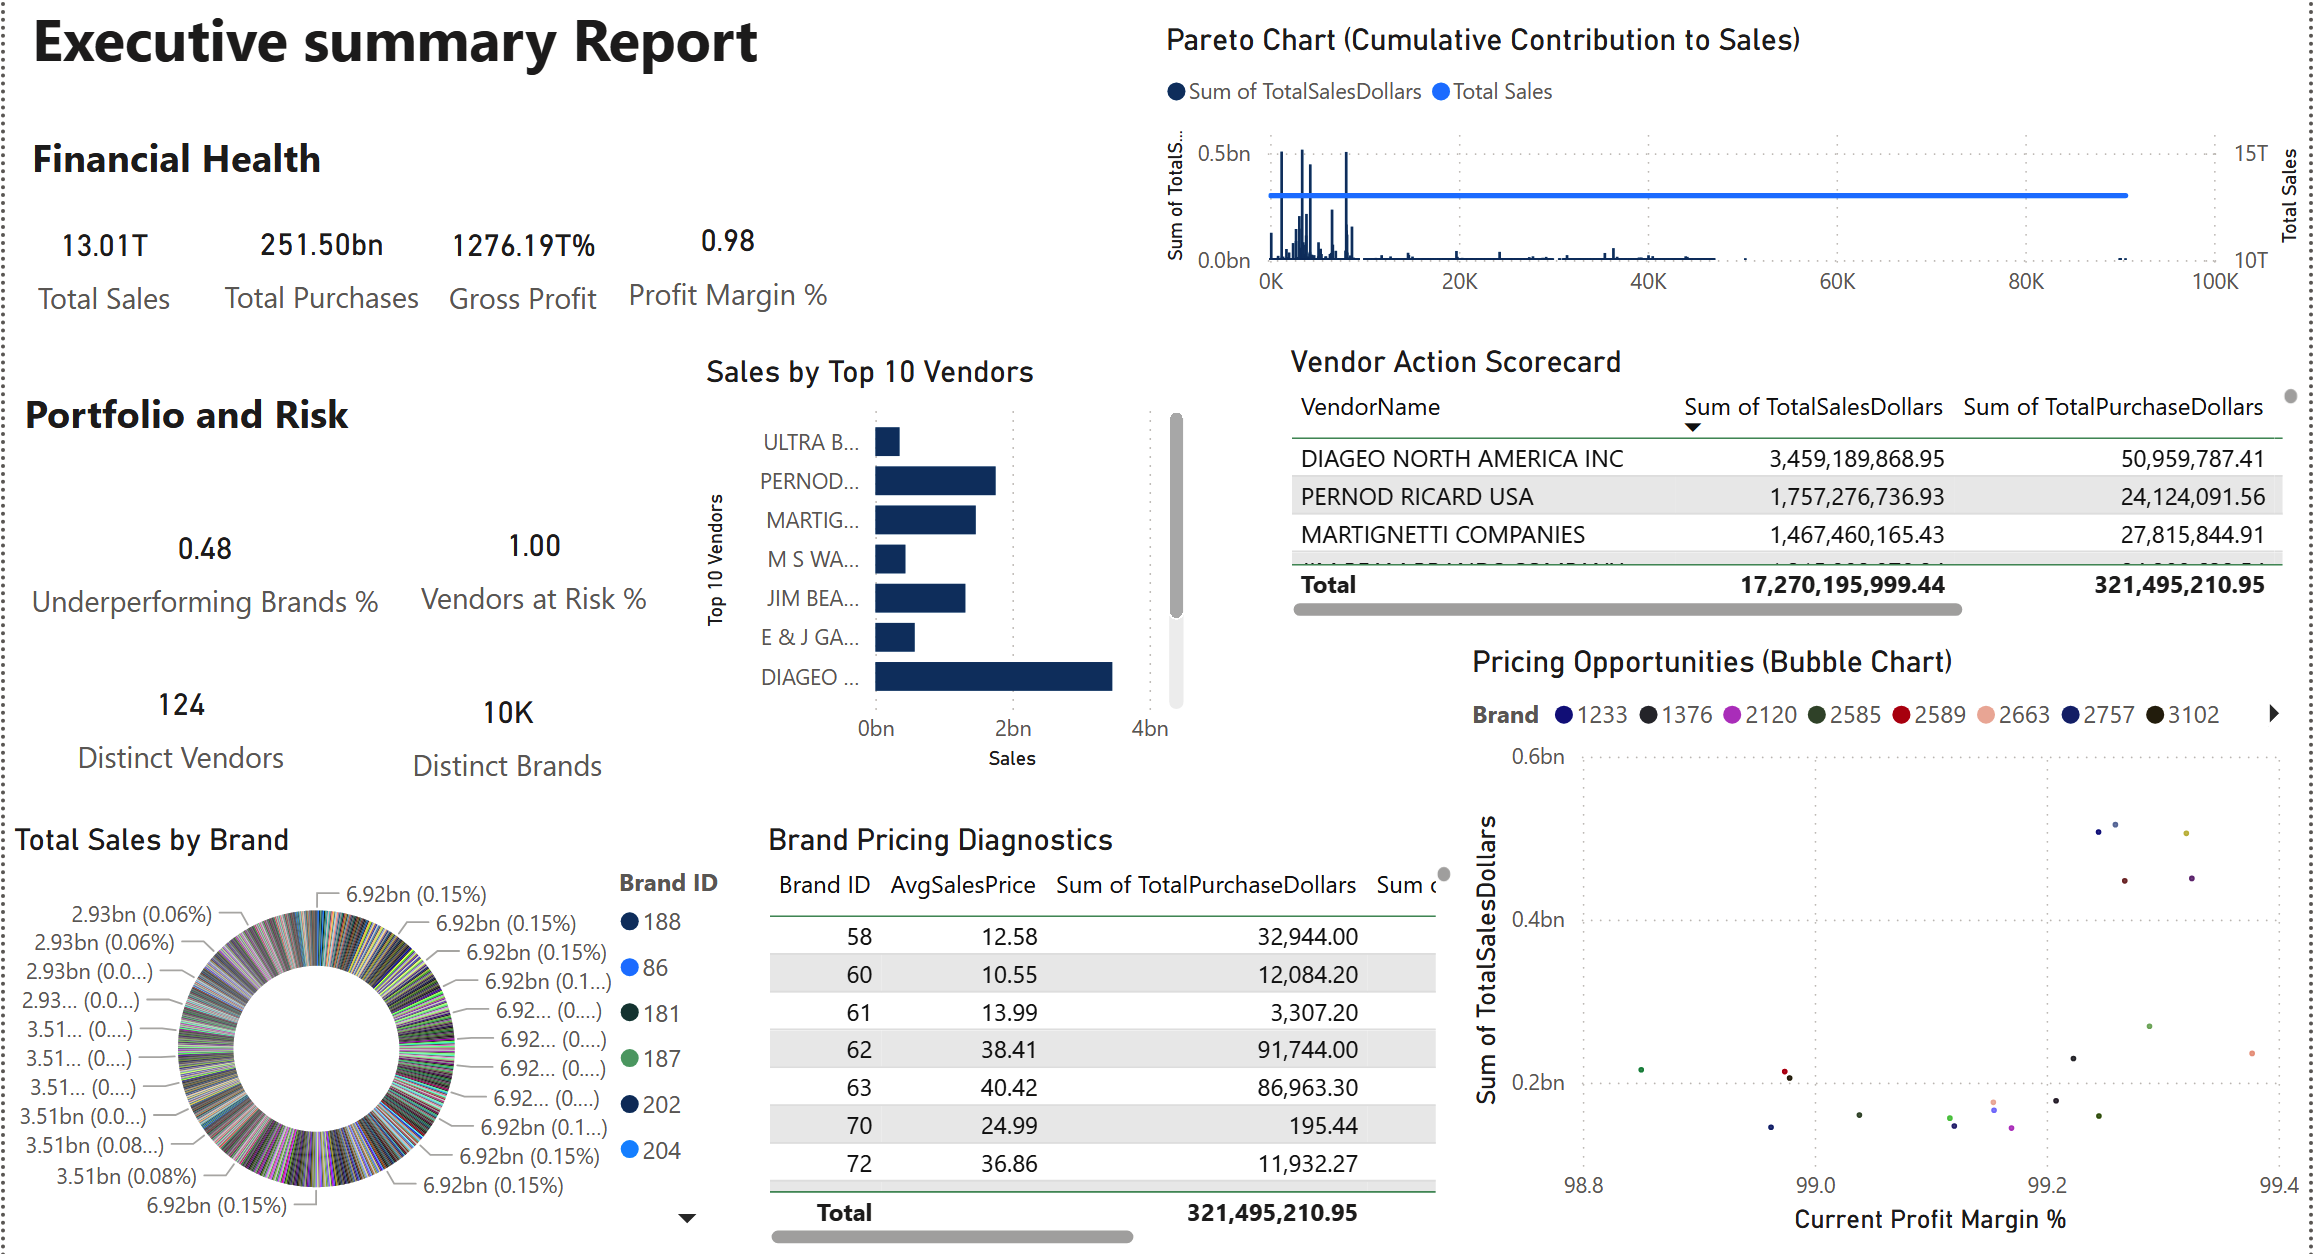 Executive summary Report
Financial Health
13.01T
Total Sales
251.50bn
Total Purchases
1276.19T%
Gross Profit
0.98
Profit Margin %
Portfolio and Risk
0.48
Underperforming Brands %
1.00
Vendors at Risk %
124
Distinct Vendors
10K
Distinct Brands
Pareto Chart (Cumulative Contribution to Sales)
Sum of TotalSalesDollars Total Sales
Sum of TotalS...
0.5bn
0.0bn
0K 20K 40K 60K 80K 100K
15T
10T
Total Sales
Sales by Top 10 Vendors
Top 10 Vendors
ULTRA B...
PERNOD...
MARTIG...
M S WA...
JIM BEA...
E & J GA...
DIAGEO ...
0bn 2bn 4bn
Sales
Vendor Action Scorecard
VendorName Sum of TotalSalesDollars Sum of TotalPurchaseDollars
DIAGEO NORTH AMERICA INC 3,459,189,868.95 50,959,787.41
PERNOD RICARD USA 1,757,276,736.93 24,124,091.56
MARTIGNETTI COMPANIES 1,467,460,165.43 27,815,844.91
Total 17,270,195,999.44 321,495,210.95
Total Sales by Brand
6.92bn (0.15%)
6.92bn (0.15%)
6.92bn (0.15%)
6.92bn (0.1...)
6.92... (0....)
6.92... (0....)
6.92... (0....)
6.92... (0....)
6.92bn (0.1...)
6.92bn (0.15%)
6.92bn (0.15%)
6.92bn (0.15%)
3.51bn (0.08%)
3.51bn (0.08...)
3.51bn (0.0...)
3.51... (0....)
3.51... (0....)
3.51... (0....)
2.93... (0.0...)
2.93bn (0.0...)
2.93bn (0.06%)
2.93bn (0.06%)
Brand ID
188
86
181
187
202
204
Brand Pricing Diagnostics
Brand ID AvgSalesPrice Sum of TotalPurchaseDollars Sum
58 12.58 32,944.00
60 10.55 12,084.20
61 13.99 3,307.20
62 38.41 91,744.00
63 40.42 86,963.30
70 24.99 195.44
72 36.86 11,932.27
Total 321,495,210.95
Pricing Opportunities (Bubble Chart)
Brand 1233 1376 2120 2585 2589 2663 2757 3102
Sum of TotalSalesDollars
0.6bn
0.4bn
0.2bn
98.8 99.0 99.2 99.4
Current Profit Margin %